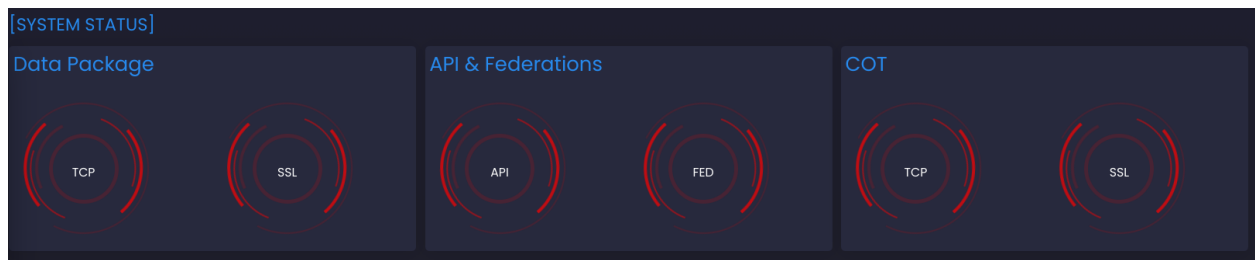 [SYSTEM STATUS]
Data Package
TCP
SSL
API & Federations
API
FED
COT
TCP
SSL